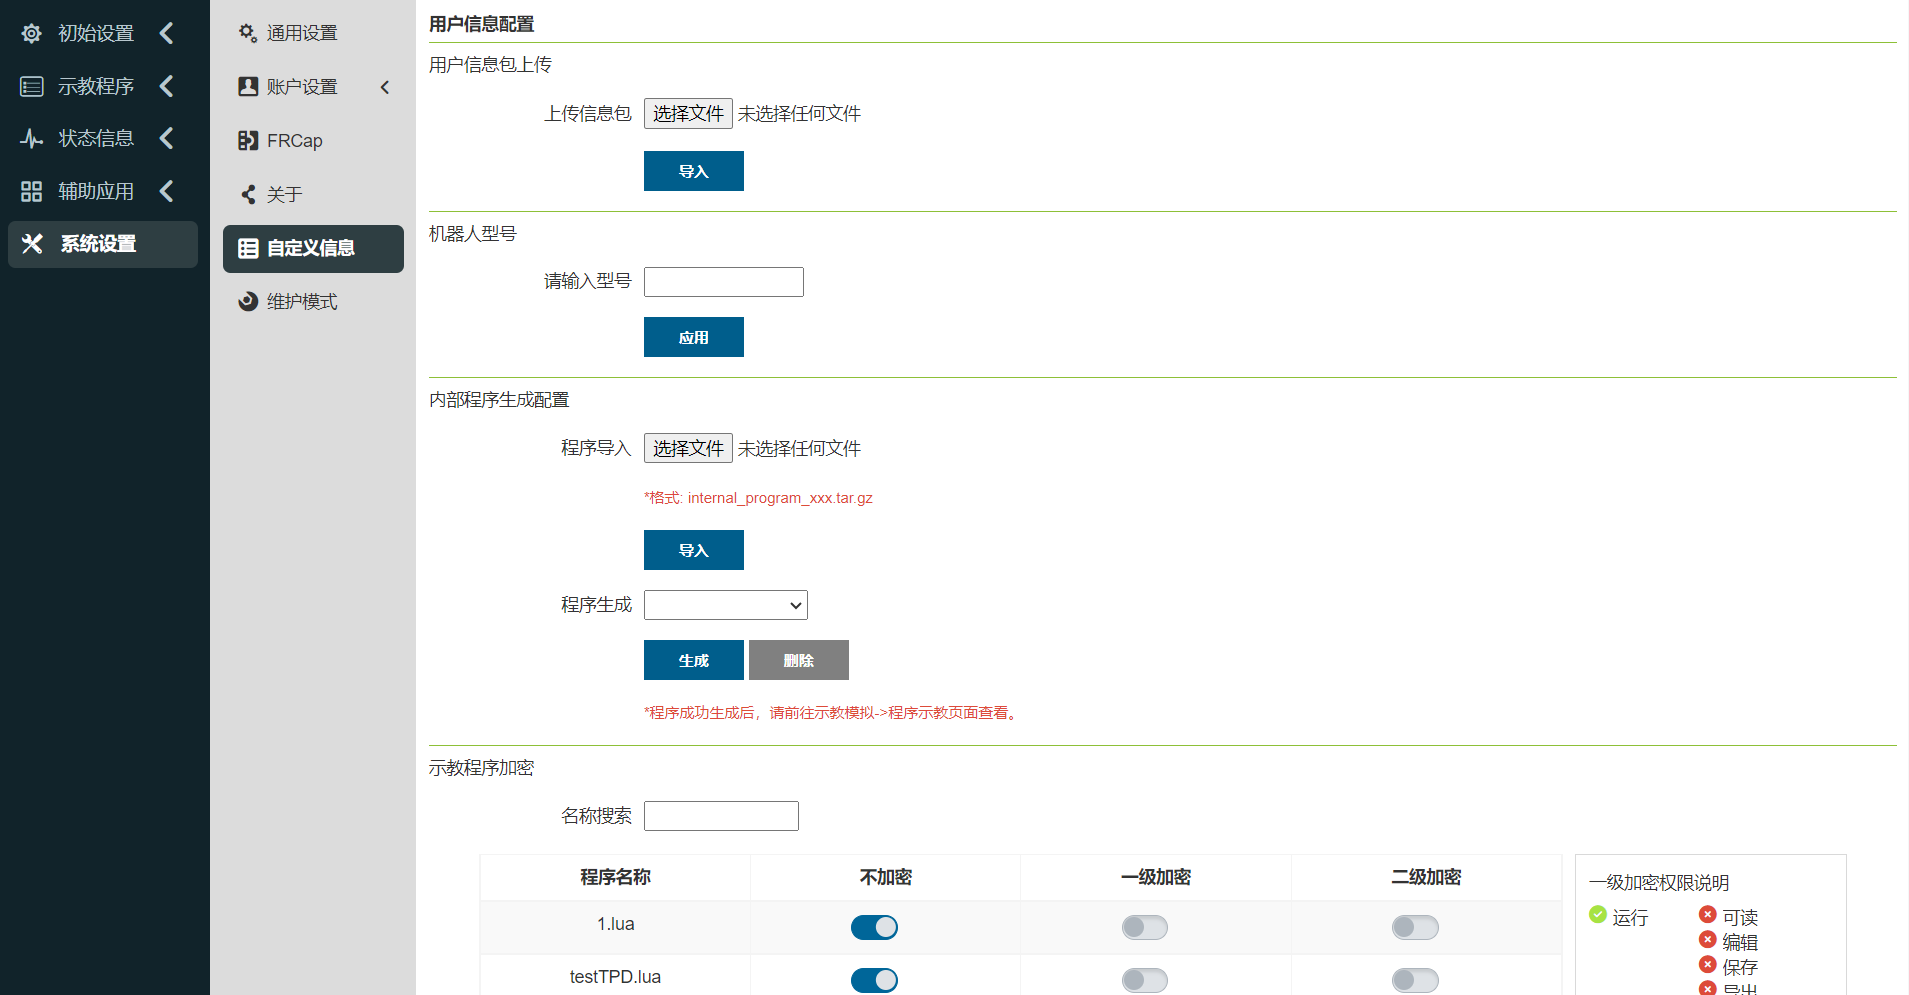 初始设置
示教程序
状态信息
辅助应用
系统设置
通用设置
账户设置
FRCap
关于
自定义信息
维护模式
用户信息配置
用户信息包上传
上传信息包 选择文件 未选择任何文件
导入
机器人型号
请输入型号
应用
内部程序生成配置
程序导入 选择文件 未选择任何文件
*格式: internal_program_xxx.tar.gz
导入
程序生成
生成 删除
*程序成功生成后，请前往示教模拟->程序示教页面查看。
示教程序加密
名称搜索
程序名称 不加密 一级加密 二级加密
1.lua
testTPD.lua
一级加密权限说明
运行 可读
编辑
保存
导出